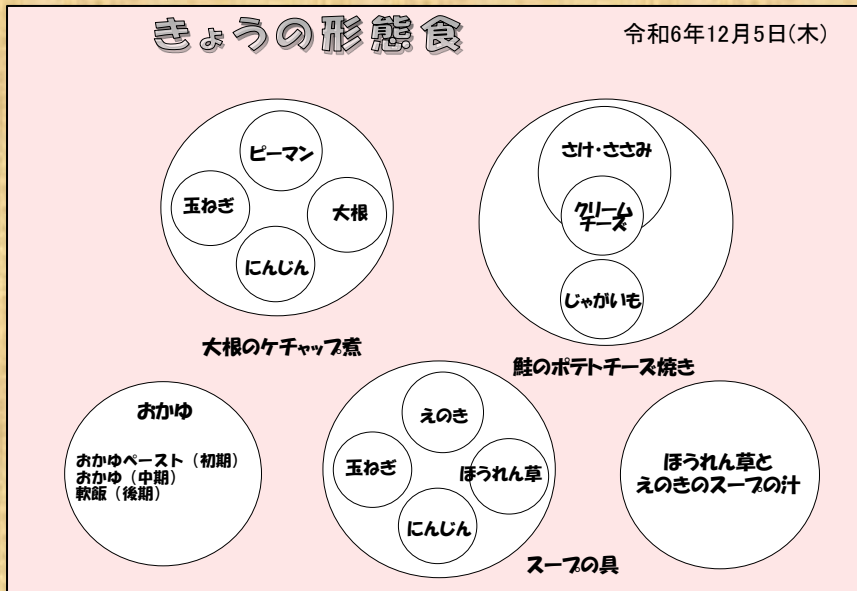 きょうの形態食
令和6年12月5日(木)
ピーマン
玉ねぎ
大根
にんじん
大根のケチャップ煮
さけ・ささみ
クリーム
チーズ
じゃがいも
鮭のポテトチーズ焼き
おかゆ
おかゆペースト（初期）
おかゆ（中期）
軟飯（後期）
えのき
玉ねぎ
ほうれん草
にんじん
スープの具
ほうれん草と
えのきのスープの汁